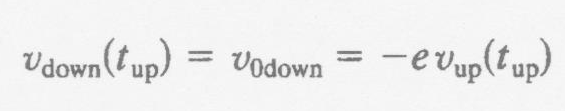 v_down(t_up) = v_0down = −e v_up(t_up)